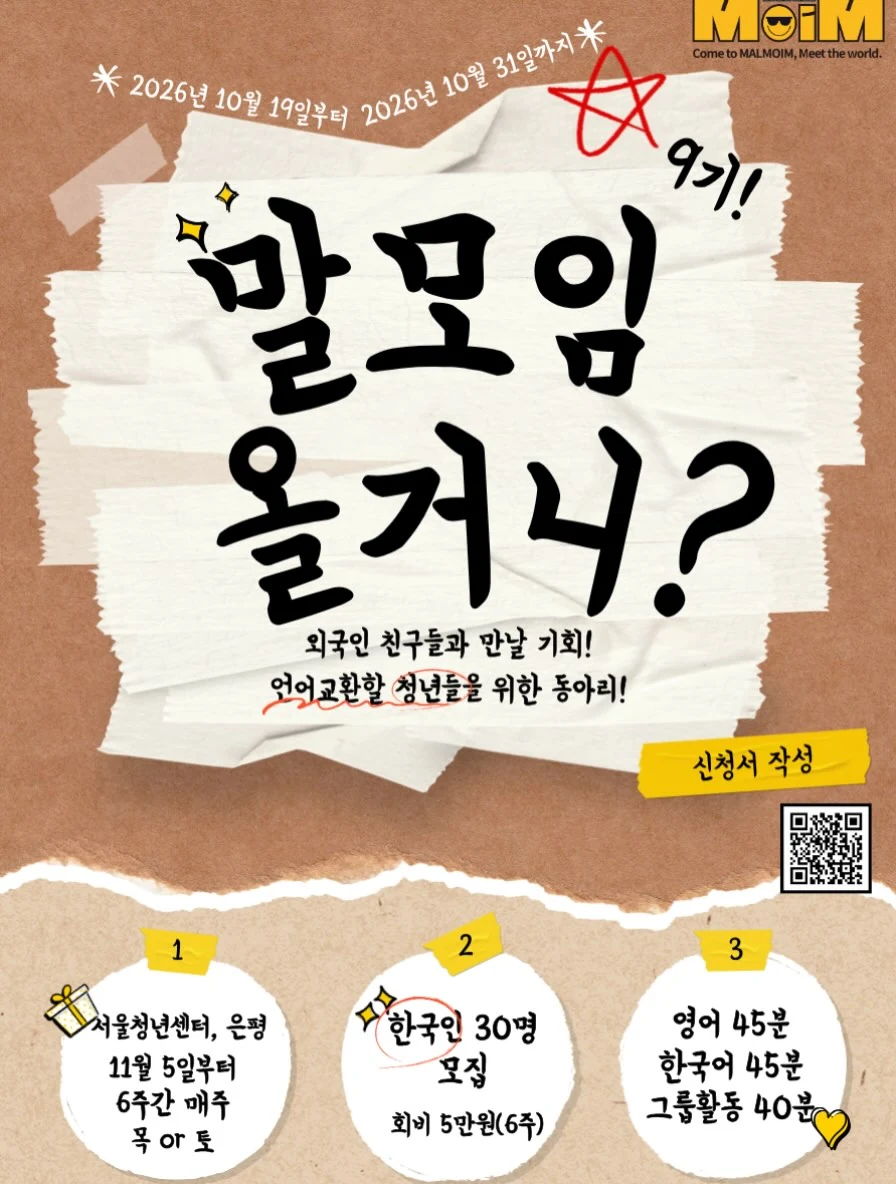 MoiM
Come to MALMOIM, Meet the world.
2026년 10월 19일부터 2026년 10월 31일까지
9기!
말모임
올거니?
외국인 친구들과 만날 기회!
언어교환할 청년들을 위한 동아리!
신청서 작성
1
서울청년센터, 은평
11월 5일부터
6주간 매주
목 or 토
2
한국인 30명
모집
회비 5만원(6주)
3
영어 45분
한국어 45분
그룹활동 40분